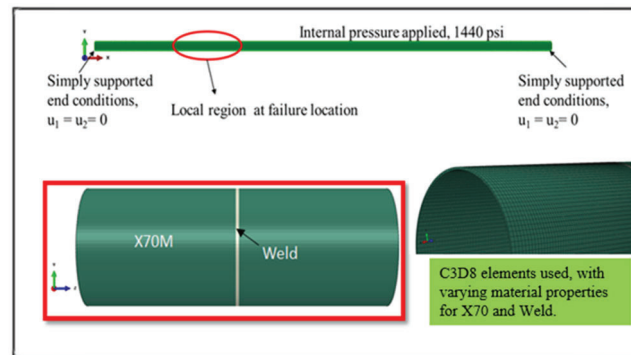 Internal pressure applied, 1440 psi
Simply supported
end conditions,
u₁ = u₂= 0
Local region at failure location
Simply supported
end conditions,
u₁ = u₂= 0
X70M
Weld
C3D8 elements used, with
varying material properties
for X70 and Weld.